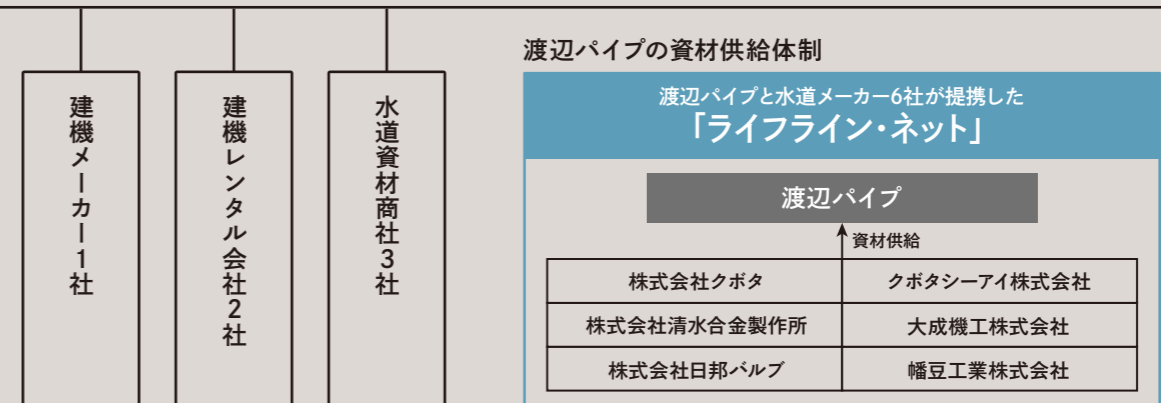 建機メーカー1社
建機レンタル会社2社
水道資材商社3社
渡辺パイプの資材供給体制
渡辺パイプと水道メーカー6社が提携した
「ライフライン・ネット」
渡辺パイプ
資材供給
株式会社クボタ
クボタシーアイ株式会社
株式会社清水合金製作所
大成機工株式会社
株式会社日邦バルブ
幡豆工業株式会社